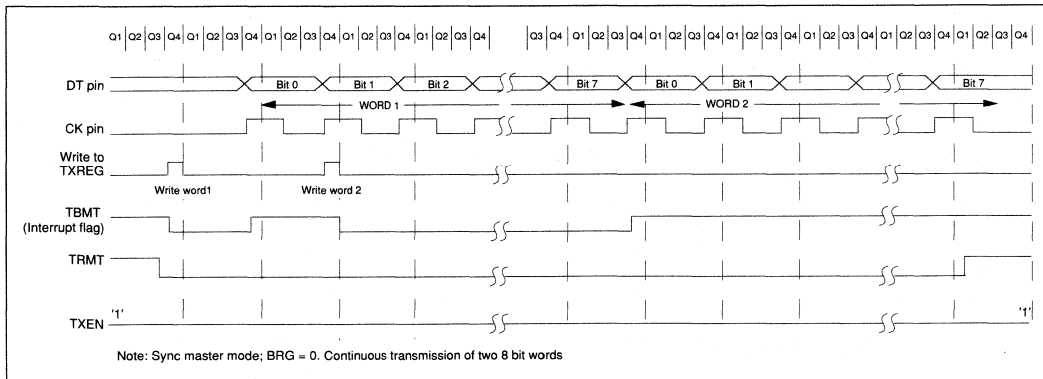 Q1 Q2 Q3 Q4 Q1 Q2 Q3 Q4 Q1 Q2 Q3 Q4 Q1 Q2 Q3 Q4 Q1 Q2 Q3 Q4 Q3 Q4 Q1 Q2 Q3 Q4 Q1 Q2 Q3 Q4 Q1 Q2 Q3 Q4 Q1 Q2 Q3 Q4 Q1 Q2 Q3 Q4 Q1 Q2 Q3 Q4
DT pin Bit 0 Bit 1 Bit 2 Bit 7 Bit 0 Bit 1 Bit 7
WORD 1 WORD 2
CK pin
Write to
TXREG
Write word1 Write word 2
TBMT
(Interrupt flag)
TRMT
'1' '1'
TXEN
Note: Sync master mode; BRG = 0. Continuous transmission of two 8 bit words